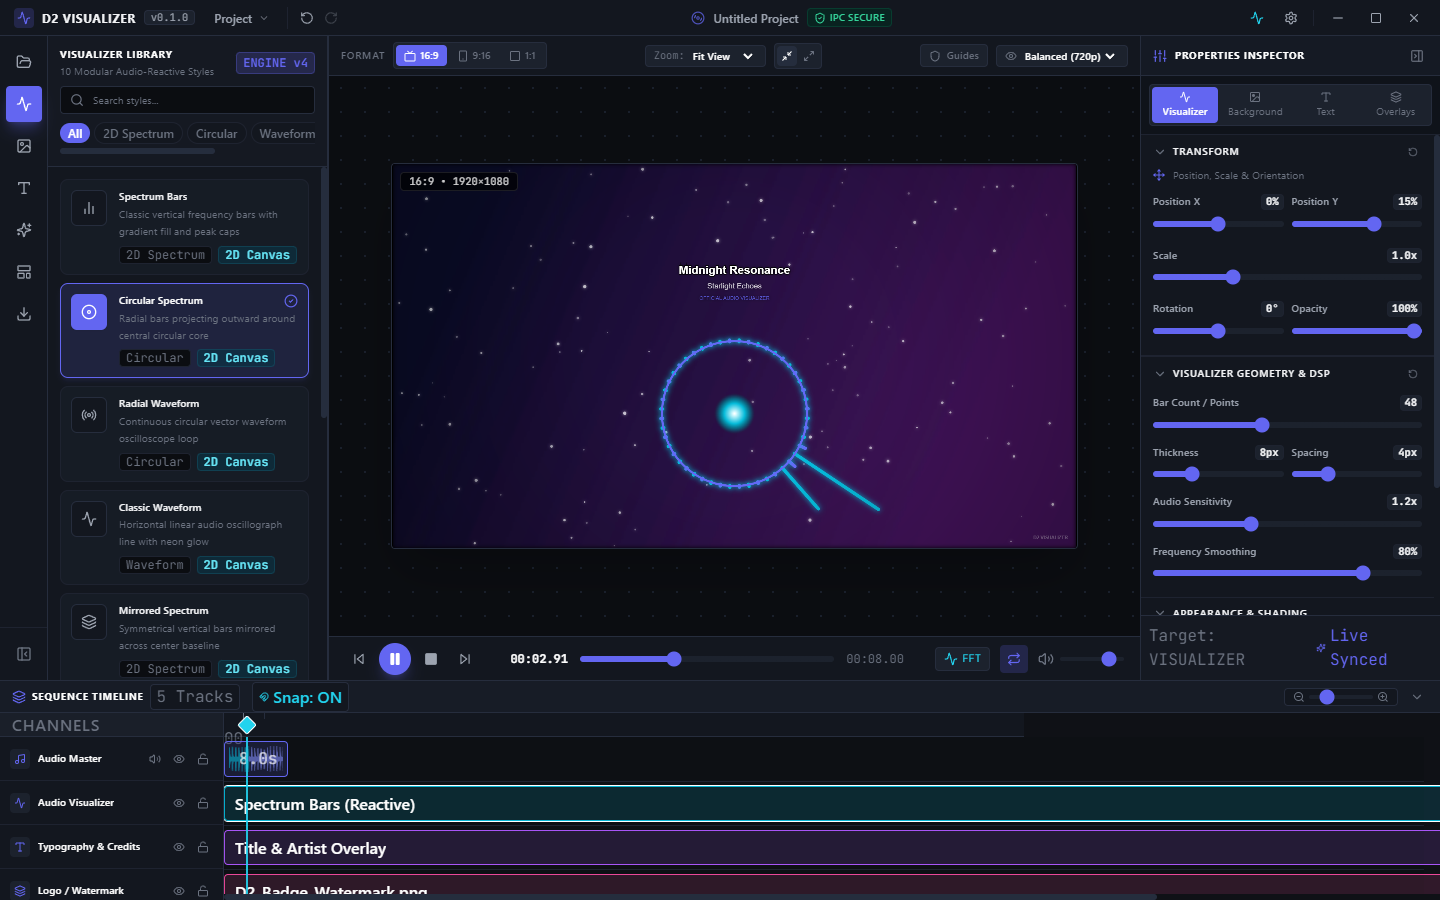 D2 VISUALIZER v0.1.0 Project Untitled Project IPC SECURE
VISUALIZER LIBRARY
10 Modular Audio-Reactive Styles
ENGINE v4
Search styles...
All 2D Spectrum Circular Waveform
Spectrum Bars
Classic vertical frequency bars with
gradient fill and peak caps
2D Spectrum 2D Canvas
Circular Spectrum
Radial bars projecting outward around
central circular core
Circular 2D Canvas
Radial Waveform
Continuous circular vector waveform
oscilloscope loop
Circular 2D Canvas
Classic Waveform
Horizontal linear audio oscillograph
line with neon glow
Waveform 2D Canvas
Mirrored Spectrum
Symmetrical vertical bars mirrored
across center baseline
2D Spectrum 2D Canvas
FORMAT 16:9 9:16 1:1 Zoom: Fit View Guides Balanced (720p)
16:9 • 1920×1080
Midnight Resonance
Starlight Echoes
OFFICIAL AUDIO VISUALIZER
00:02.91 00:08.00 FFT
PROPERTIES INSPECTOR
Visualizer Background Text Overlays
TRANSFORM
Position, Scale & Orientation
Position X 0% Position Y 15%
Scale 1.0x
Rotation 0° Opacity 100%
VISUALIZER GEOMETRY & DSP
Bar Count / Points 48
Thickness 8px Spacing 4px
Audio Sensitivity 1.2x
Frequency Smoothing 80%
APPEARANCE & SHADING
Target:
VISUALIZER
Live
Synced
SEQUENCE TIMELINE 5 Tracks Snap: ON
CHANNELS
Audio Master 8.0s
Audio Visualizer Spectrum Bars (Reactive)
Typography & Credits Title & Artist Overlay
Logo / Watermark D2 Badge Watermark.png